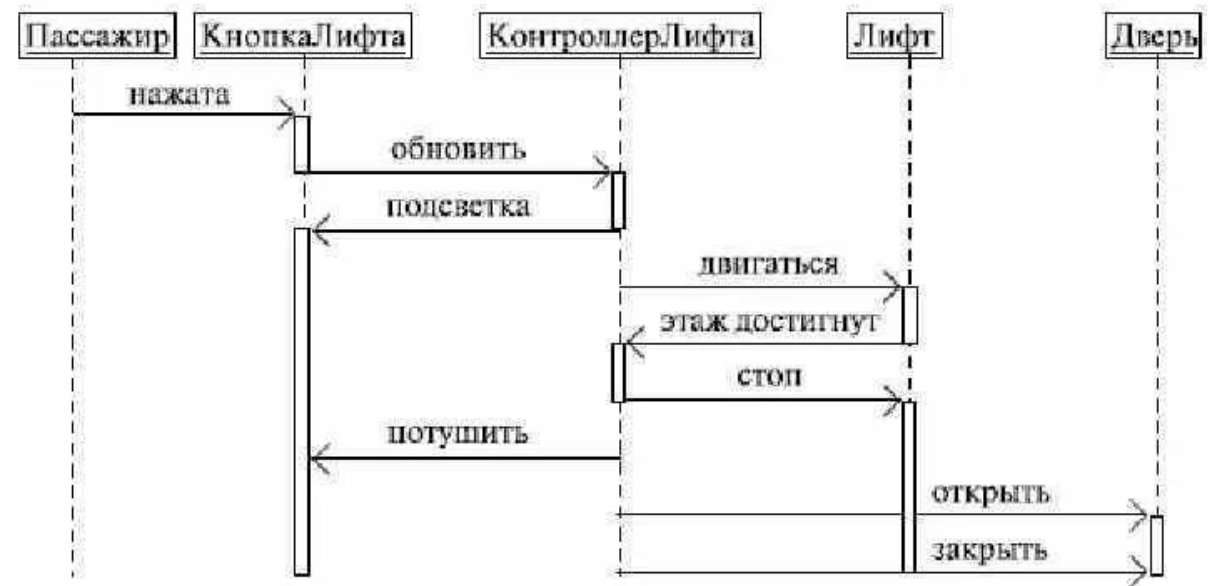 Пассажир КнопкаЛифта КонтроллерЛифта Лифт Дверь
нажата
обновить
подсветка
двигаться
этаж достигнут
стоп
потушить
открыть
закрыть